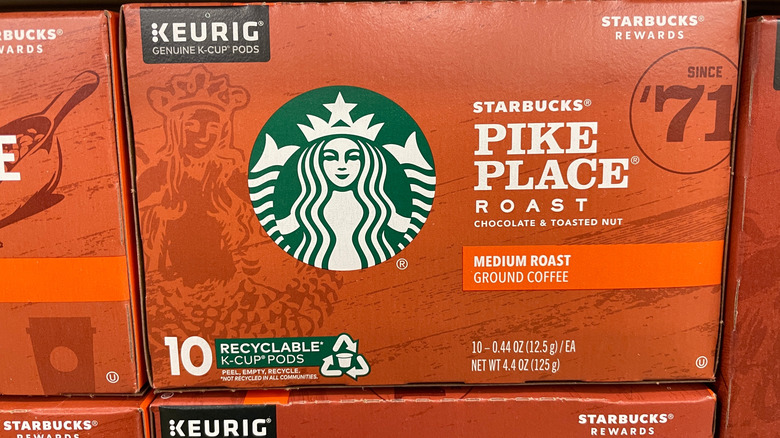 KEURIG
GENUINE K-CUP® PODS
STARBUCKS®
REWARDS
SINCE
'71
STARBUCKS®
PIKE
PLACE®
ROAST
CHOCOLATE & TOASTED NUT
MEDIUM ROAST
GROUND COFFEE
10
RECYCLABLE*
K-CUP® PODS
PEEL, EMPTY, RECYCLE.
*NOT RECYCLED IN ALL COMMUNITIES.
10 – 0.44 OZ (12.5 g) / EA
NET WT 4.4 OZ (125 g)
REWARDS
E
STARBUCKS®
REWARDS
KEURIG
STARBUCKS®
REWARDS